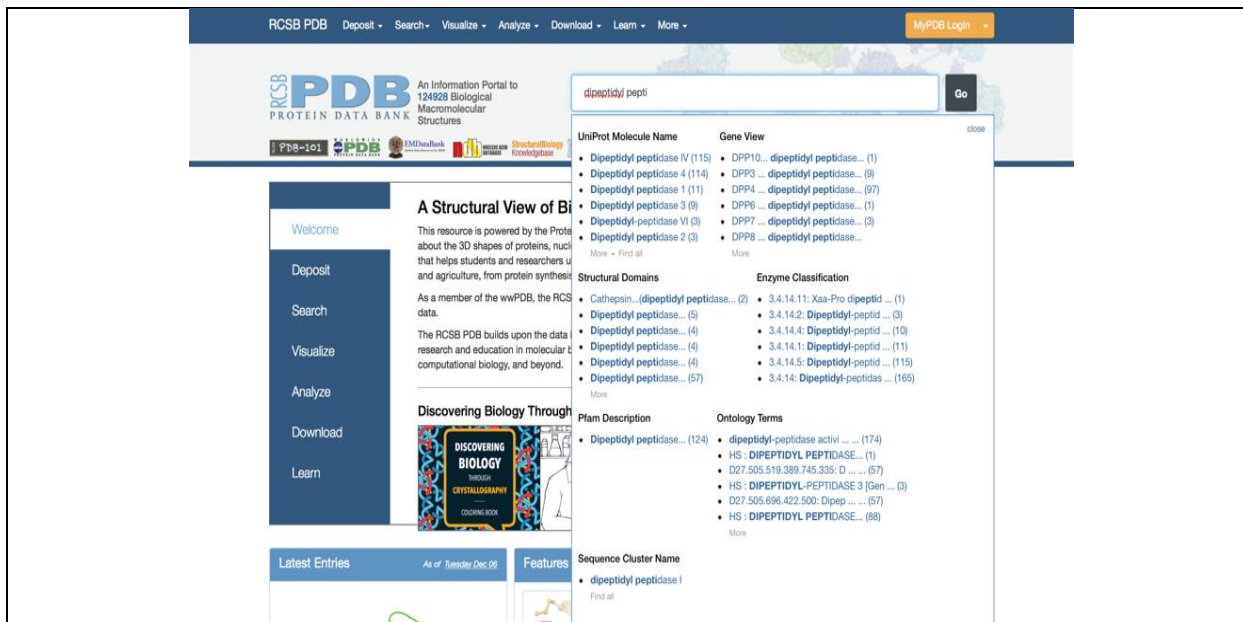 RCSB PDB Deposit Search Visualize Analyze Download Learn More MyPDB Login
RCSB PDB
PROTEIN DATA BANK
An Information Portal to
124928 Biological
Macromolecular
Structures
dipeptidyl pepti
Go
PDB-101 PDB EMDataBank StructuralBiology
Knowledgebase
close
UniProt Molecule Name
• Dipeptidyl peptidase IV (115)
• Dipeptidyl peptidase 4 (114)
• Dipeptidyl peptidase 1 (11)
• Dipeptidyl peptidase 3 (9)
• Dipeptidyl-peptidase VI (3)
• Dipeptidyl peptidase 2 (3)
More • Find all
Gene View
• DPP10... dipeptidyl peptidase... (1)
• DPP3 ... dipeptidyl peptidase... (9)
• DPP4 ... dipeptidyl peptidase... (97)
• DPP6 ... dipeptidyl peptidase... (1)
• DPP7 ... dipeptidyl peptidase... (3)
• DPP8 ... dipeptidyl peptidase...
More
Structural Domains
• Cathepsin...(dipeptidyl peptidase... (2)
• Dipeptidyl peptidase... (5)
• Dipeptidyl peptidase... (4)
• Dipeptidyl peptidase... (4)
• Dipeptidyl peptidase... (4)
• Dipeptidyl peptidase... (57)
More
Enzyme Classification
• 3.4.14.11: Xaa-Pro dipeptid ... (1)
• 3.4.14.2: Dipeptidyl-peptid ... (3)
• 3.4.14.4: Dipeptidyl-peptid ... (10)
• 3.4.14.1: Dipeptidyl-peptid ... (11)
• 3.4.14.5: Dipeptidyl-peptid ... (115)
• 3.4.14: Dipeptidyl-peptidas ... (165)
Pfam Description
• Dipeptidyl peptidase... (124)
Ontology Terms
• dipeptidyl-peptidase activi ... ... (174)
• HS : DIPEPTIDYL PEPTIDASE... (1)
• D27.505.519.389.745.335: D ... ... (57)
• HS : DIPEPTIDYL-PEPTIDASE 3 [Gen ... (3)
• D27.505.696.422.500: Dipep ... ... (57)
• HS : DIPEPTIDYL PEPTIDASE... (88)
More
Sequence Cluster Name
• dipeptidyl peptidase I
Find all
Welcome
Deposit
Search
Visualize
Analyze
Download
Learn
A Structural View of Bi
This resource is powered by the Prote
about the 3D shapes of proteins, nucl
that helps students and researchers u
and agriculture, from protein synthesis
As a member of the wwPDB, the RCS
data.
The RCSB PDB builds upon the data
research and education in molecular b
computational biology, and beyond.
Discovering Biology Through
DISCOVERING
BIOLOGY
THROUGH
CRYSTALLOGRAPHY
COLORING BOOK
Latest Entries As of Tuesday Dec 06
Features